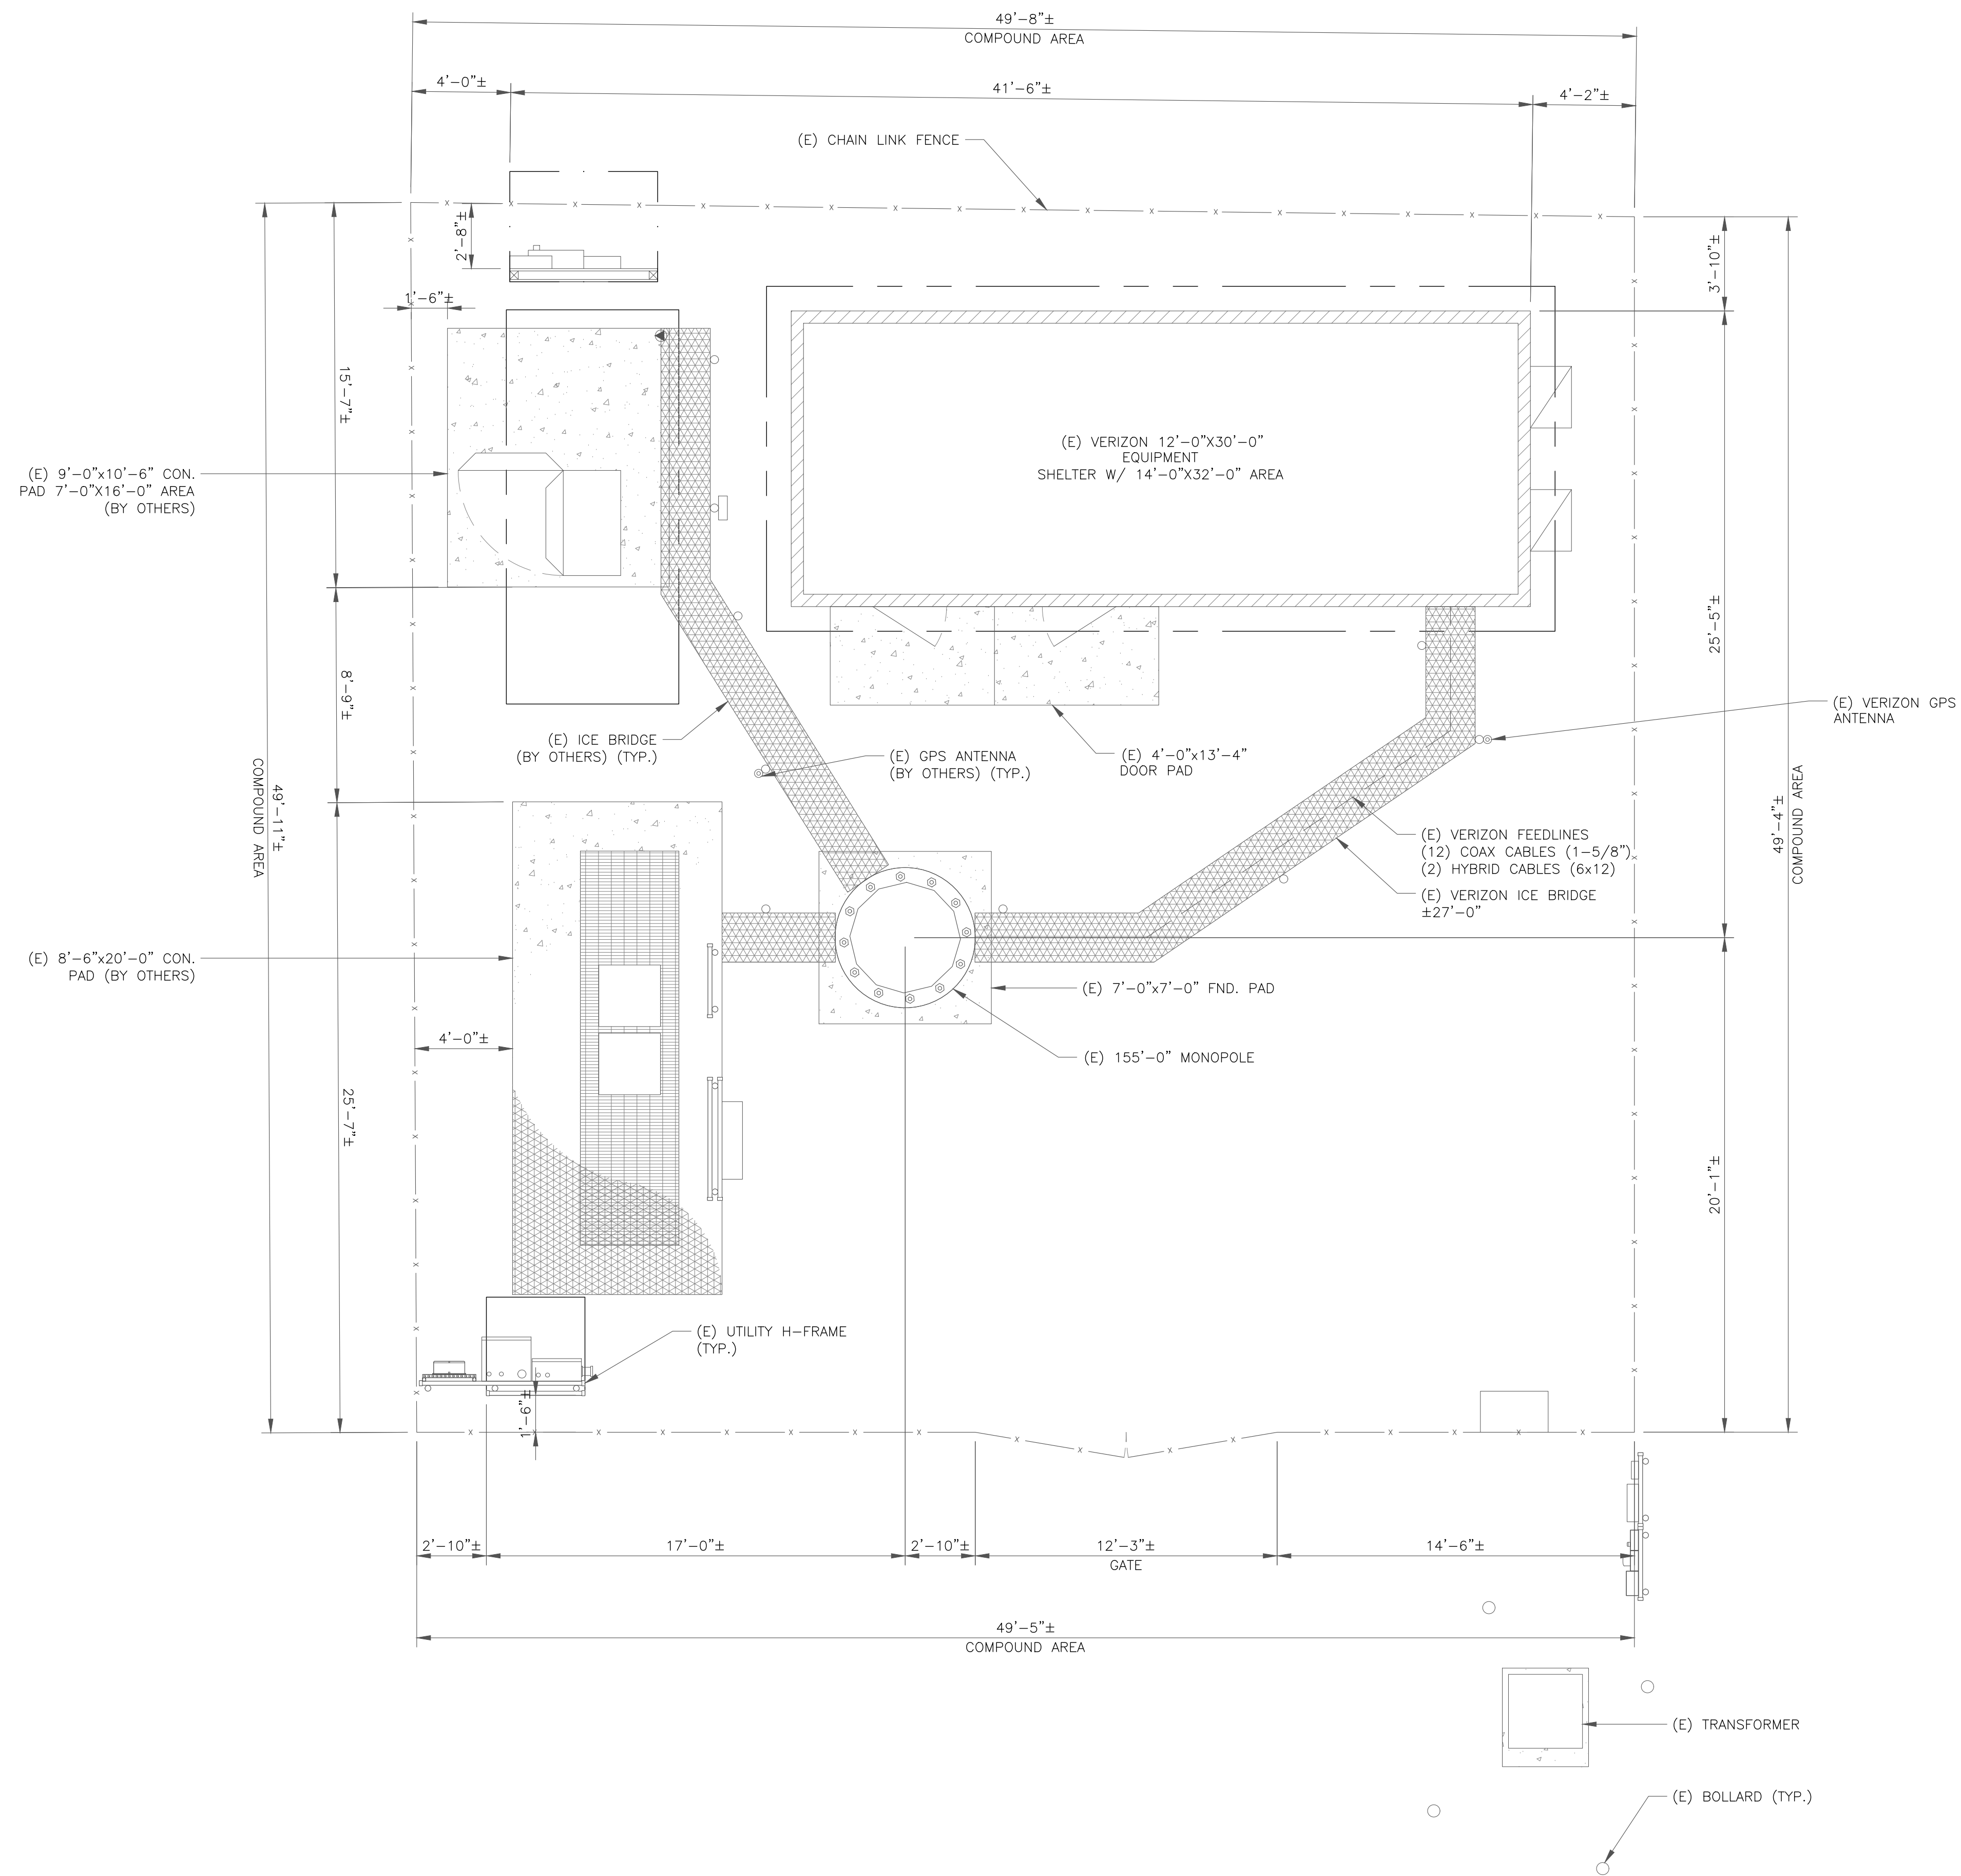 49'-8"±
COMPOUND AREA
4'-0"±
41'-6"±
4'-2"±
(E) CHAIN LINK FENCE
2'-8"±
3'-10"±
1'-6"±
15'-7"±
(E) VERIZON 12'-0"X30'-0"
EQUIPMENT
SHELTER W/ 14'-0"X32'-0" AREA
(E) 9'-0"x10'-6" CON.
PAD 7'-0"X16'-0" AREA
(BY OTHERS)
25'-5"±
8'-9"±
(E) VERIZON GPS
ANTENNA
(E) ICE BRIDGE
(BY OTHERS) (TYP.)
(E) GPS ANTENNA
(BY OTHERS) (TYP.)
(E) 4'-0"x13'-4"
DOOR PAD
49'-11"±
COMPOUND AREA
49'-4"±
COMPOUND AREA
(E) VERIZON FEEDLINES
(12) COAX CABLES (1-5/8")
(2) HYBRID CABLES (6x12)
(E) VERIZON ICE BRIDGE
±27'-0"
(E) 8'-6"x20'-0" CON.
PAD (BY OTHERS)
(E) 7'-0"x7'-0" FND. PAD
4'-0"±
(E) 155'-0" MONOPOLE
25'-7"±
20'-1"±
(E) UTILITY H-FRAME
(TYP.)
1'-6"±
2'-10"±
17'-0"±
2'-10"±
12'-3"±
GATE
14'-6"±
49'-5"±
COMPOUND AREA
(E) TRANSFORMER
(E) BOLLARD (TYP.)